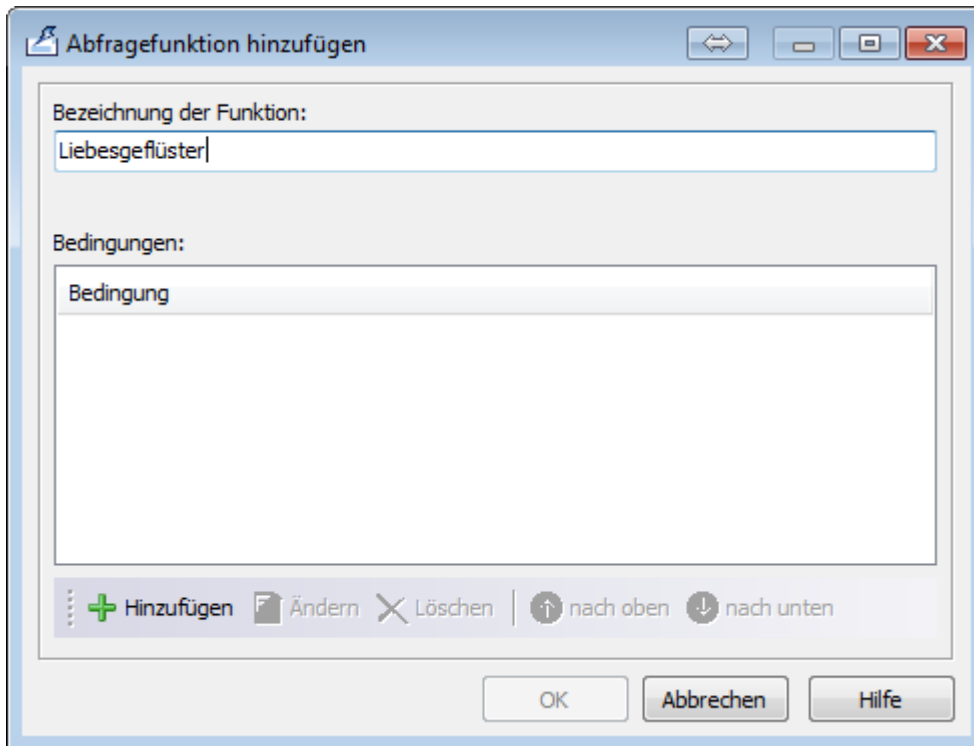 Abfragefunktion hinzufügen
Bezeichnung der Funktion:
Liebesgeflüster
Bedingungen:
Bedingung
Hinzufügen Ändern Löschen nach oben nach unten
OK Abbrechen Hilfe